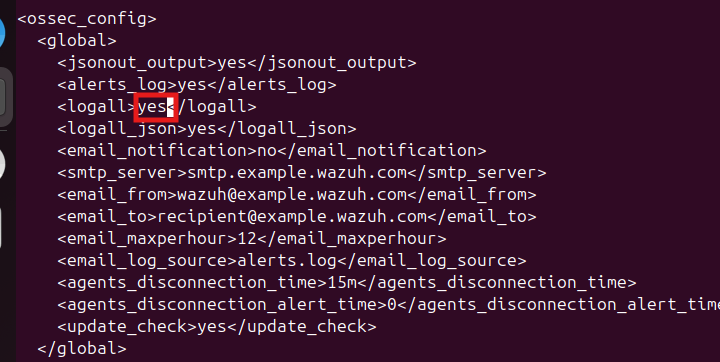 <ossec_config>
<global>
<jsonout_output>yes</jsonout_output>
<alerts_log>yes</alerts_log>
<logall>yes</logall>
<logall_json>yes</logall_json>
<email_notification>no</email_notification>
<smtp_server>smtp.example.wazuh.com</smtp_server>
<email_from>wazuh@example.wazuh.com</email_from>
<email_to>recipient@example.wazuh.com</email_to>
<email_maxperhour>12</email_maxperhour>
<email_log_source>alerts.log</email_log_source>
<agents_disconnection_time>15m</agents_disconnection_time>
<agents_disconnection_alert_time>0</agents_disconnection_alert_time
<update_check>yes</update_check>
</global>